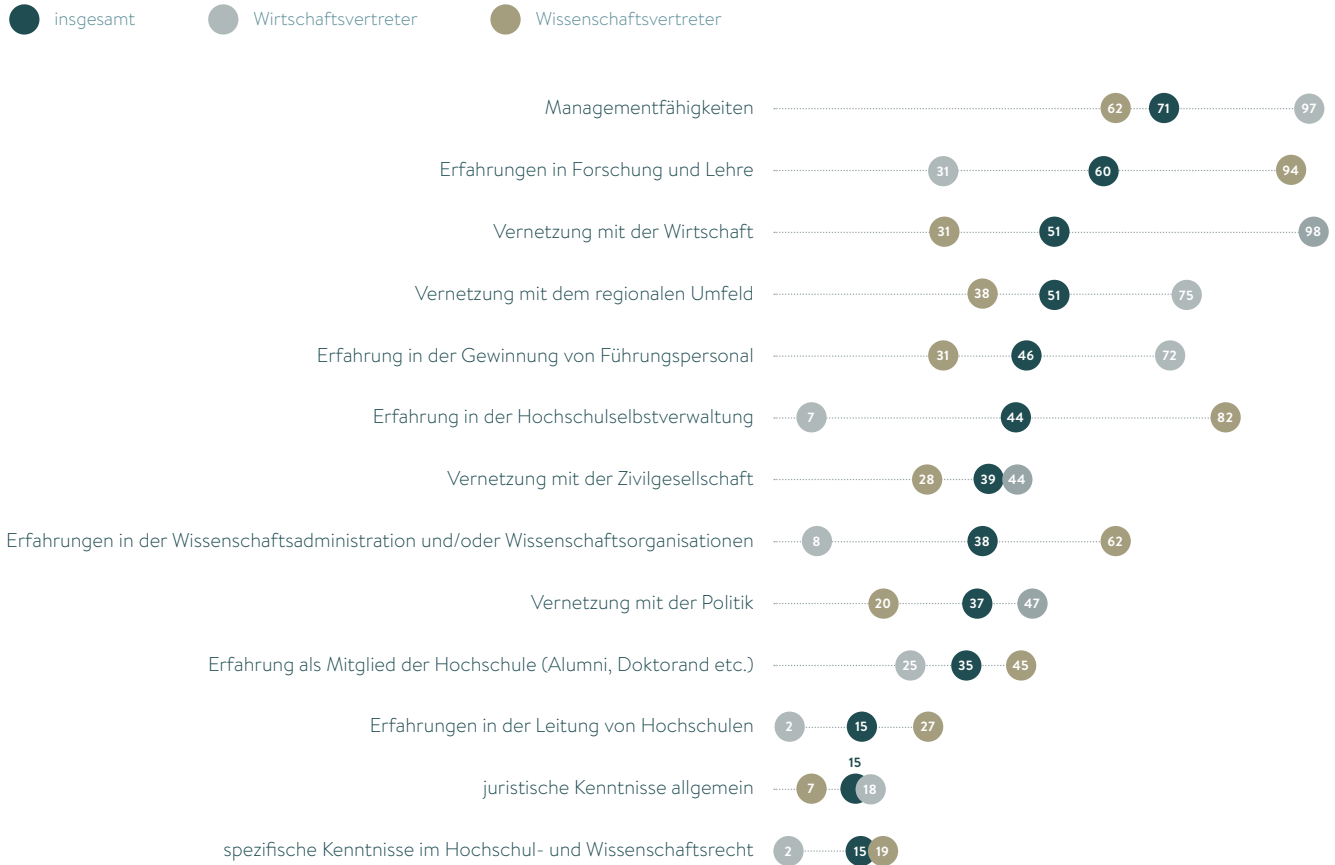 insgesamt Wirtschaftsvertreter Wissenschaftsvertreter
Managementfähigkeiten 62 71 97
Erfahrungen in Forschung und Lehre 31 60 94
Vernetzung mit der Wirtschaft 31 51 98
Vernetzung mit dem regionalen Umfeld 38 51 75
Erfahrung in der Gewinnung von Führungspersonal 31 46 72
Erfahrung in der Hochschulselbstverwaltung 7 44 82
Vernetzung mit der Zivilgesellschaft 28 39 44
Erfahrungen in der Wissenschaftsadministration und/oder Wissenschaftsorganisationen 8 38 62
Vernetzung mit der Politik 20 37 47
Erfahrung als Mitglied der Hochschule (Alumni, Doktorand etc.) 25 35 45
Erfahrungen in der Leitung von Hochschulen 2 15 27
15
juristische Kenntnisse allgemein 7 18
spezifische Kenntnisse im Hochschul- und Wissenschaftsrecht 2 15 19